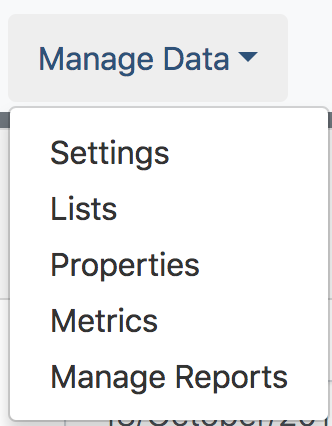 Manage Data
Settings
Lists
Properties
Metrics
Manage Reports